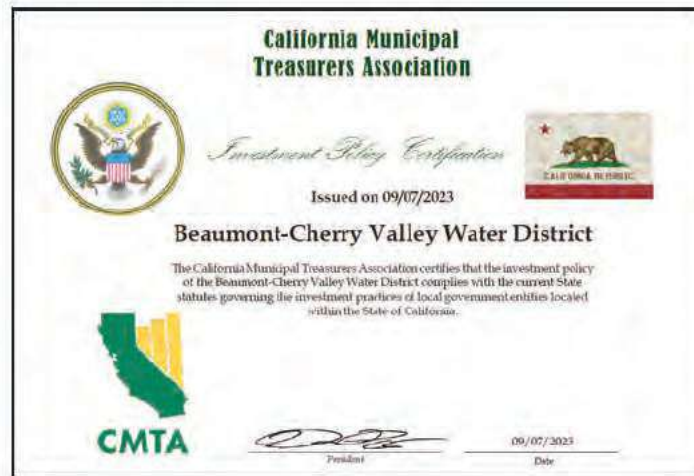 California Municipal
Treasurers Association
Investment Policy Certification
CALIFORNIA REPUBLIC
Issued on 09/07/2023
Beaumont-Cherry Valley Water District
The California Municipal Treasurers Association certifies that the investment policy
of the Beaumont-Cherry Valley Water District complies with the current State
statutes governing the investment practices of local government entities located
within the State of California.
CMTA
09/07/2023
President
Date